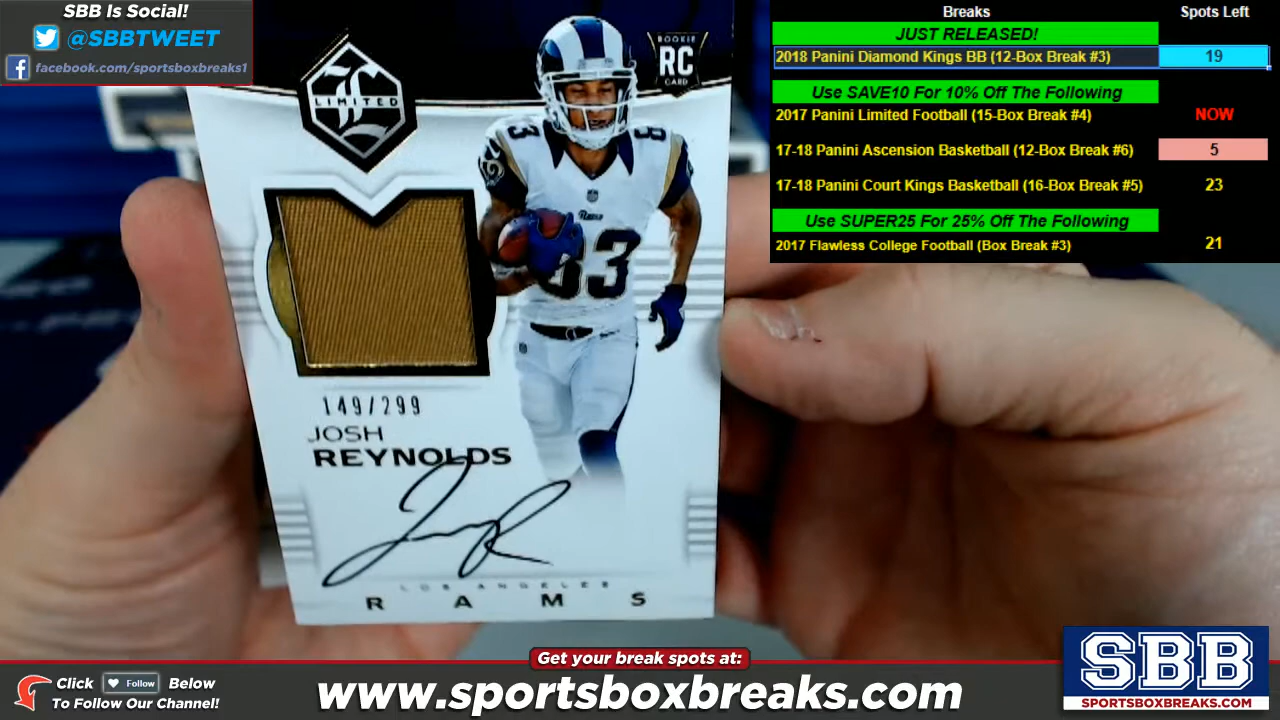 SBB Is Social!
@SBBTWEET
facebook.com/sportsboxbreaks1
Breaks Spots Left
JUST RELEASED!
2018 Panini Diamond Kings BB (12-Box Break #3) 19
Use SAVE10 For 10% Off The Following
2017 Panini Limited Football (15-Box Break #4) NOW
17-18 Panini Ascension Basketball (12-Box Break #6) 5
17-18 Panini Court Kings Basketball (16-Box Break #5) 23
Use SUPER25 For 25% Off The Following
2017 Flawless College Football (Box Break #3) 21
LIMITED
ROOKIE
RC
CARD
83
Rams
83
149/299
JOSH
REYNOLDS
LOS ANGELES
RAMS
Get your break spots at:
www.sportsboxbreaks.com
Click Follow Below
To Follow Our Channel!
SBB
SPORTSBOXBREAKS.COM